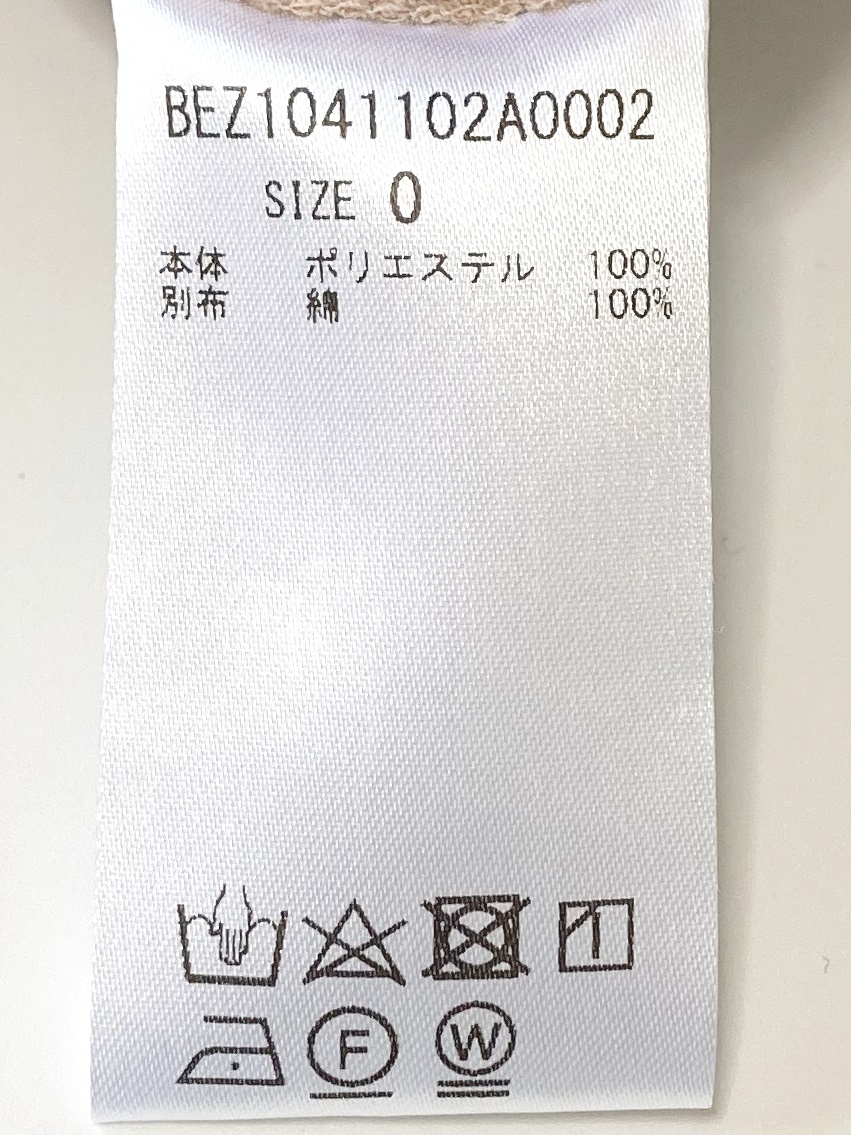 BEZ1041102A0002
SIZE 0
本体 ポリエステル 100%
別布 綿 100%
F W